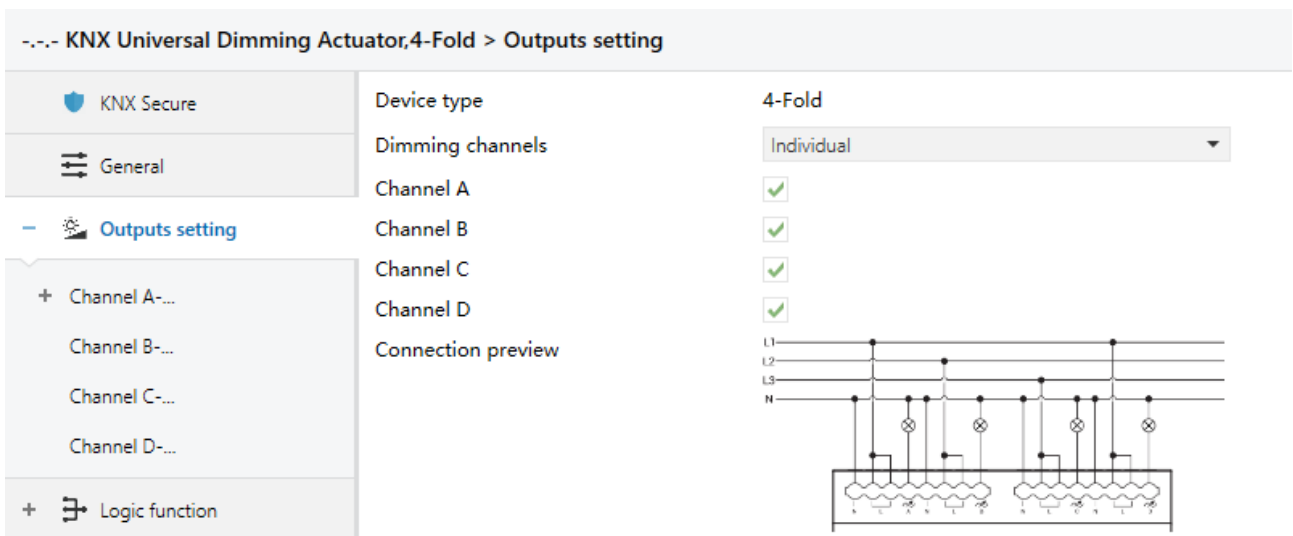 -.-.- KNX Universal Dimming Actuator,4-Fold > Outputs setting
KNX Secure
General
Outputs setting
Channel A-...
Channel B-...
Channel C-...
Channel D-...
Logic function
Device type 4-Fold
Dimming channels Individual
Channel A
Channel B
Channel C
Channel D
Connection preview
L1
L2
L3
N